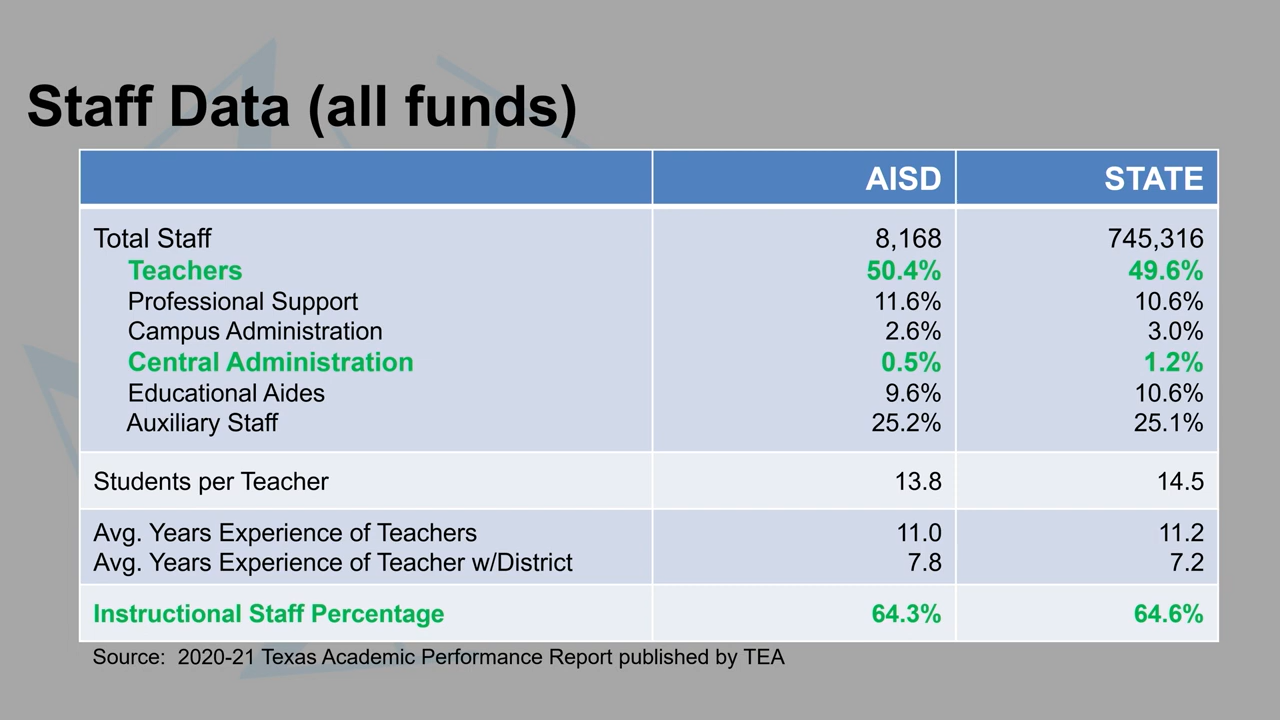 Staff Data (all funds)
AISD STATE
Total Staff 8,168 745,316
Teachers 50.4% 49.6%
Professional Support 11.6% 10.6%
Campus Administration 2.6% 3.0%
Central Administration 0.5% 1.2%
Educational Aides 9.6% 10.6%
Auxiliary Staff 25.2% 25.1%
Students per Teacher 13.8 14.5
Avg. Years Experience of Teachers 11.0 11.2
Avg. Years Experience of Teacher w/District 7.8 7.2
Instructional Staff Percentage 64.3% 64.6%
Source: 2020-21 Texas Academic Performance Report published by TEA